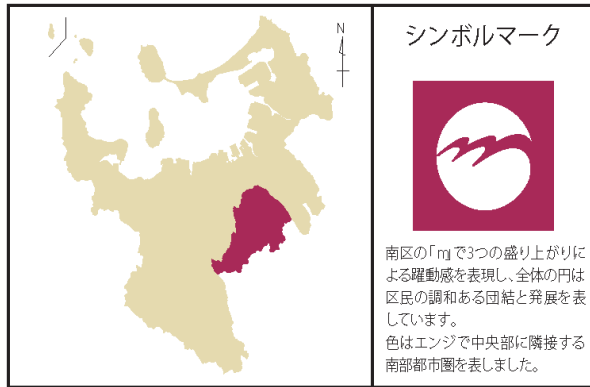 N
シンボルマーク
南区の「m」で3つの盛り上がりに
よる躍動感を表現し、全体の円は
区民の調和ある団結と発展を表
しています。
色はエンジで中央部に隣接する
南部都市圏を表しました。